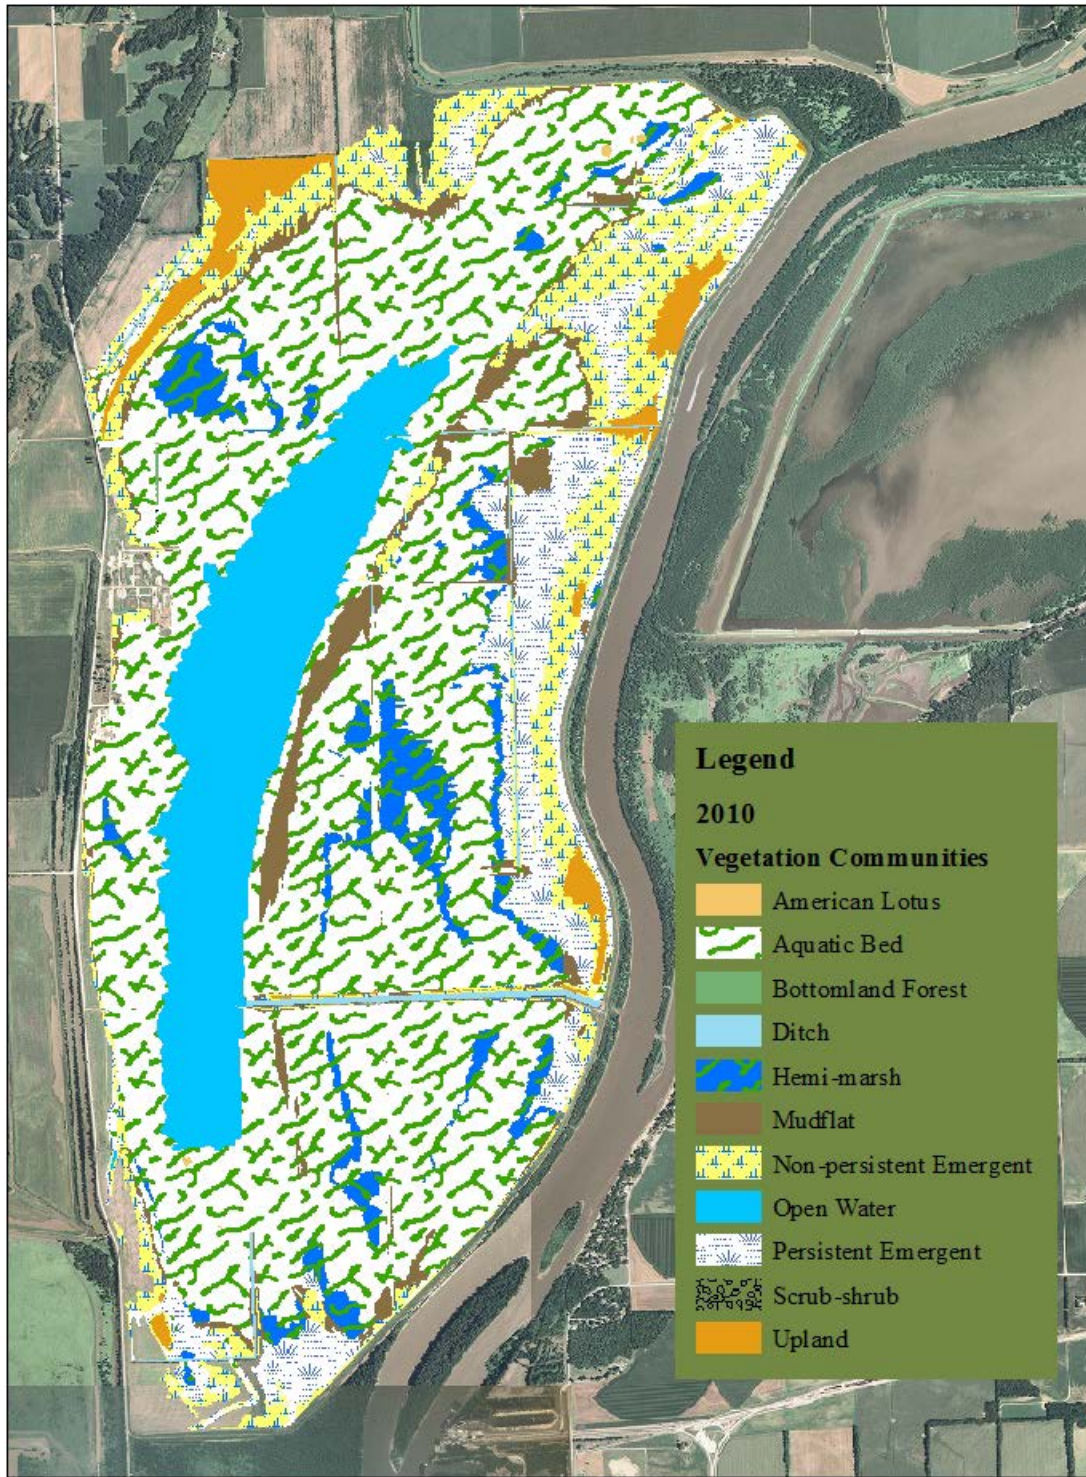 Legend
2010
Vegetation Communities
American Lotus
Aquatic Bed
Bottomland Forest
Ditch
Hemi-marsh
Mudflat
Non-persistent Emergent
Open Water
Persistent Emergent
Scrub-shrub
Upland